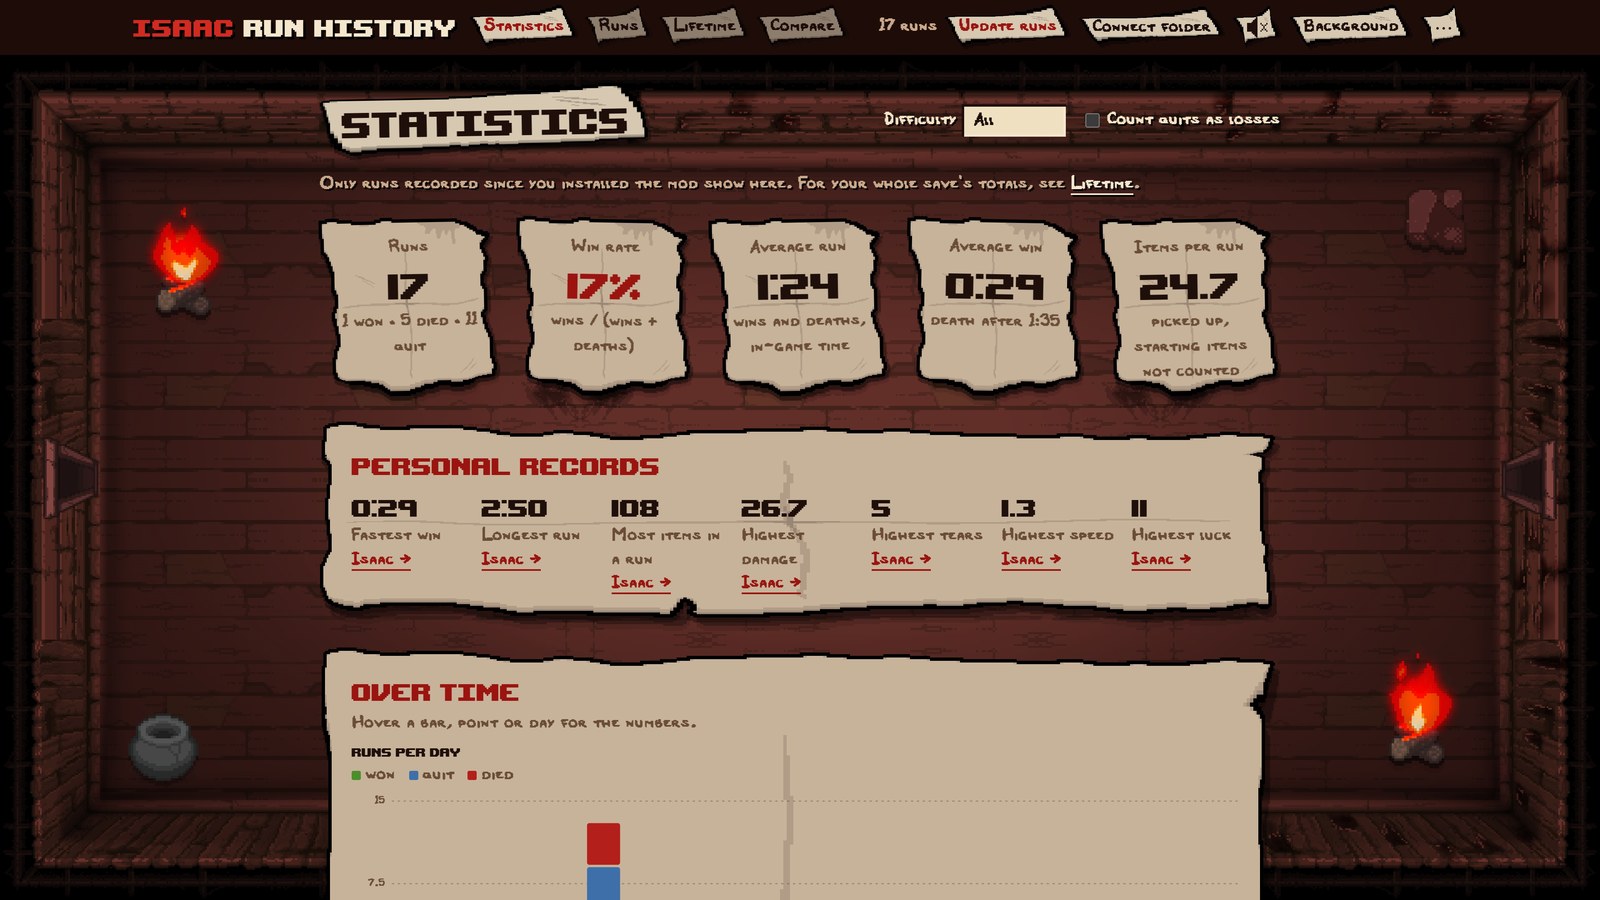 ISAAC RUN HISTORY
STATISTICS
RUNS
LIFETIME
COMPARE
17 RUNS
UPDATE RUNS
CONNECT FOLDER
BACKGROUND
...
STATISTICS
DIFFICULTY
All
COUNT QUITS AS LOSSES
ONLY RUNS RECORDED SINCE YOU INSTALLED THE MOD SHOW HERE. FOR YOUR WHOLE SAVE'S TOTALS, SEE LIFETIME.
RUNS
17
1 WON • 5 DIED • 11
QUIT
WIN RATE
17%
WINS / (WINS +
DEATHS)
AVERAGE RUN
1:24
WINS AND DEATHS,
IN-GAME TIME
AVERAGE WIN
0:29
DEATH AFTER 1:35
ITEMS PER RUN
24.7
PICKED UP,
STARTING ITEMS
NOT COUNTED
PERSONAL RECORDS
0:29
FASTEST WIN
ISAAC →
2:50
LONGEST RUN
ISAAC →
108
MOST ITEMS IN
A RUN
ISAAC →
26.7
HIGHEST
DAMAGE
ISAAC →
5
HIGHEST TEARS
ISAAC →
1.3
HIGHEST SPEED
ISAAC →
11
HIGHEST LUCK
ISAAC →
OVER TIME
HOVER A BAR, POINT OR DAY FOR THE NUMBERS.
RUNS PER DAY
WON QUIT DIED
15
7.5